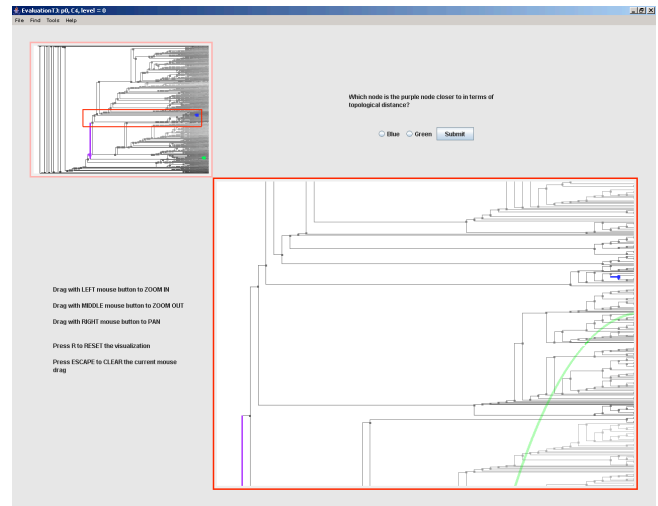 EvaluationT3: p0, C4, level = 0
File Find Tools Help
Which node is the purple node closer to in terms of
topological distance?
Blue Green Submit
Drag with LEFT mouse button to ZOOM IN
Drag with MIDDLE mouse button to ZOOM OUT
Drag with RIGHT mouse button to PAN
Press R to RESET the visualization
Press ESCAPE to CLEAR the current mouse
drag